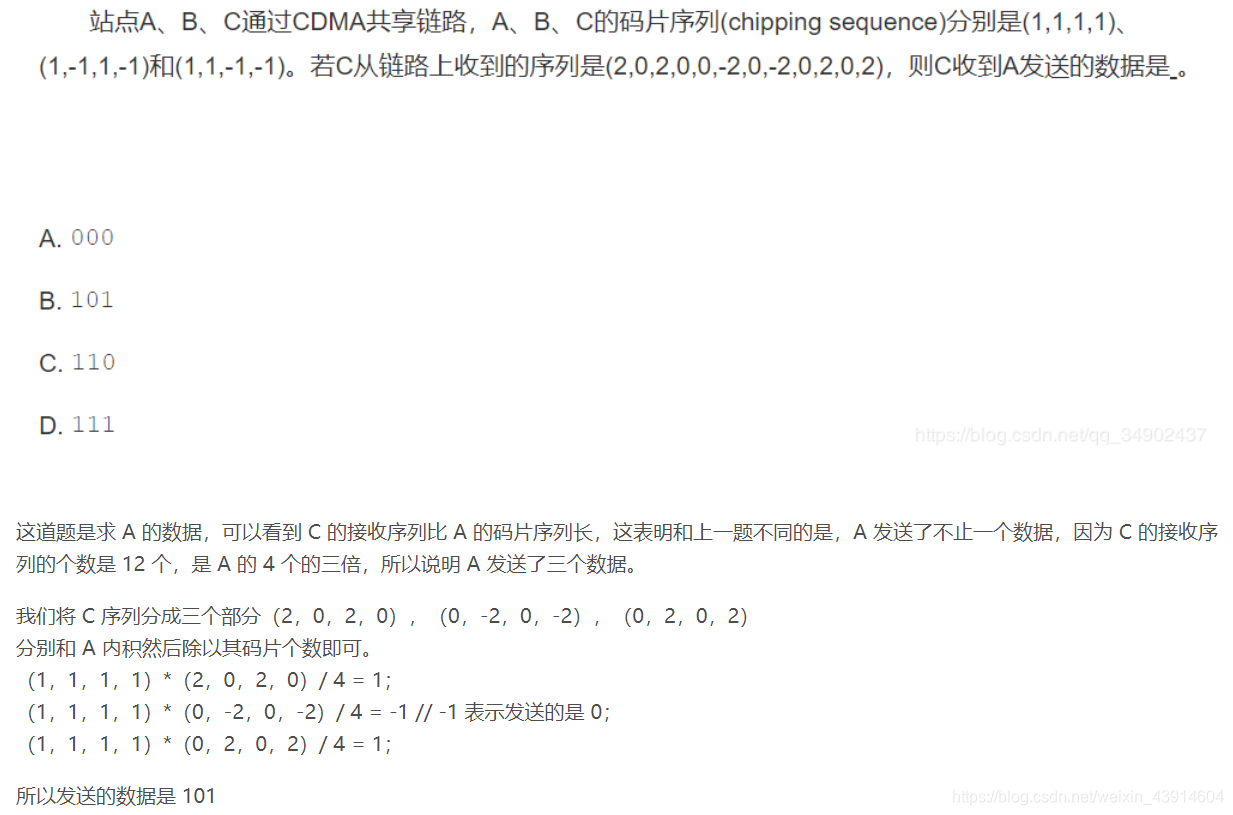 站点A、B、C通过CDMA共享链路，A、B、C的码片序列(chipping sequence)分别是(1,1,1,1)、
(1,-1,1,-1)和(1,1,-1,-1)。若C从链路上收到的序列是(2,0,2,0,0,-2,0,-2,0,2,0,2)，则C收到A发送的数据是_。
A. 000
B. 101
C. 110
D. 111
https://blog.csdn.net/qq_34902437
这道题是求 A 的数据，可以看到 C 的接收序列比 A 的码片序列长，这表明和上一题不同的是，A 发送了不止一个数据，因为 C 的接收序
列的个数是 12 个，是 A 的 4 个的三倍，所以说明 A 发送了三个数据。
我们将 C 序列分成三个部分（2，0，2，0），（0，-2，0，-2），（0，2，0，2）
分别和 A 内积然后除以其码片个数即可。
（1，1，1，1）*（2，0，2，0）/ 4 = 1；
（1，1，1，1）*（0，-2，0，-2）/ 4 = -1 // -1 表示发送的是 0；
（1，1，1，1）*（0，2，0，2）/ 4 = 1；
所以发送的数据是 101
https://blog.csdn.net/weixin_43914604